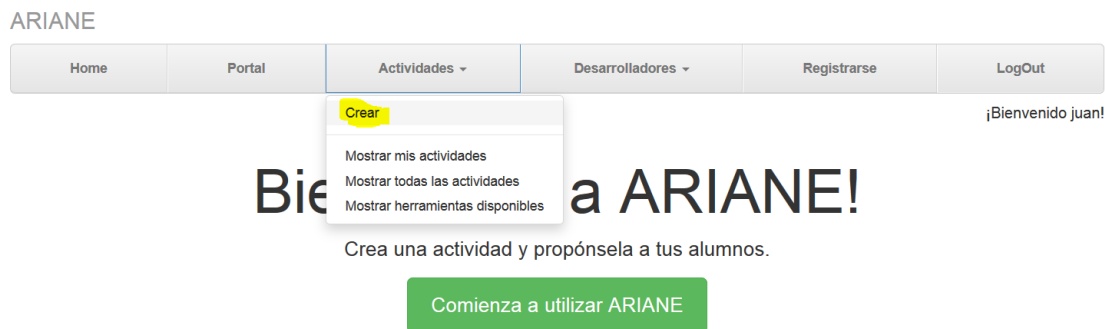 ARIANE
Home Portal Actividades Desarrolladores Registrarse LogOut
Crear
¡Bienvenido juan!
Mostrar mis actividades
Mostrar todas las actividades
Mostrar herramientas disponibles
a ARIANE!
Crea una actividad y propónsela a tus alumnos.
Comienza a utilizar ARIANE